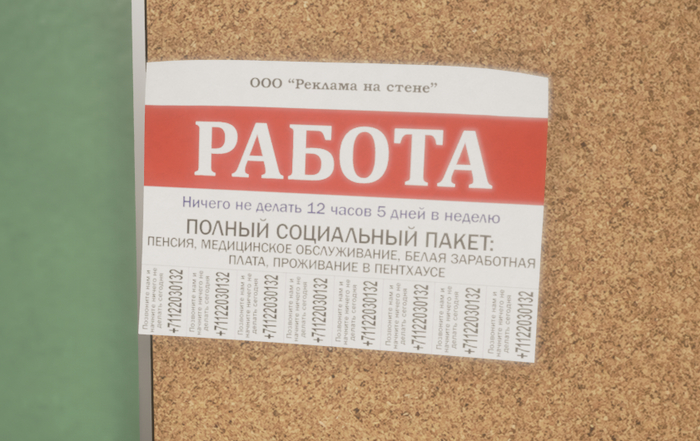 ООО “Реклама на стене”
РАБОТА
Ничего не делать 12 часов 5 дней в неделю
ПОЛНЫЙ СОЦИАЛЬНЫЙ ПАКЕТ:
ПЕНСИЯ, МЕДИЦИНСКОЕ ОБСЛУЖИВАНИЕ, БЕЛАЯ ЗАРАБОТНАЯ
ПЛАТА, ПРОЖИВАНИЕ В ПЕНТХАУСЕ
Позвоните нам и
начните ничего не
делать сегодня
+71122030132
Позвоните нам и
начните ничего не
делать сегодня
+71122030132
Позвоните нам и
начните ничего не
делать сегодня
+71122030132
Позвоните нам и
начните ничего не
делать сегодня
+71122030132
Позвоните нам и
начните ничего не
делать сегодня
+71122030132
Позвоните нам и
начните ничего не
делать сегодня
+71122030132
Позвоните нам и
начните ничего не
делать сегодня
+71122030132
Позвоните нам и
начните ничего не
делать сегодня
+71122030132